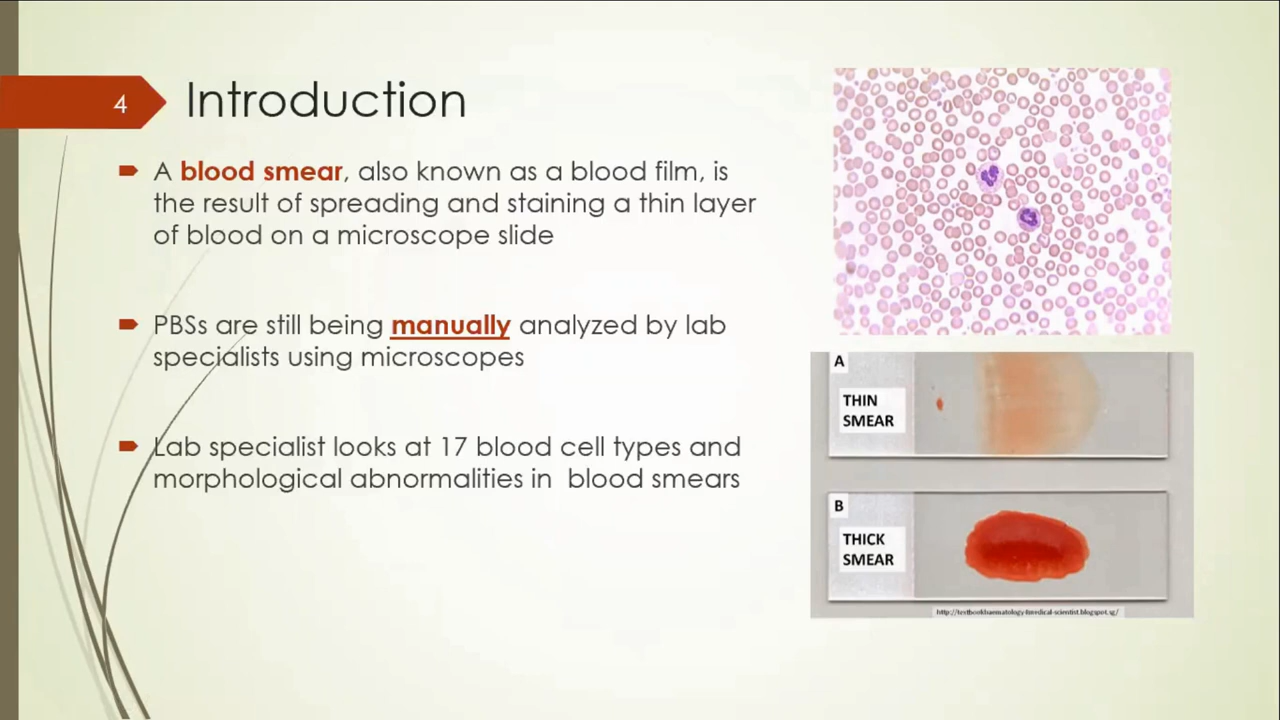 4
Introduction
A blood smear, also known as a blood film, is
the result of spreading and staining a thin layer
of blood on a microscope slide
PBSs are still being manually analyzed by lab
specialists using microscopes
Lab specialist looks at 17 blood cell types and
morphological abnormalities in  blood smears
A
THIN
SMEAR
B
THICK
SMEAR